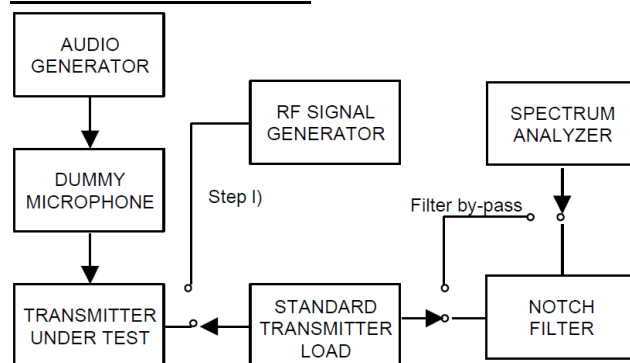 AUDIO
GENERATOR
RF SIGNAL
GENERATOR
SPECTRUM
ANALYZER
DUMMY
MICROPHONE
Step l)
Filter by-pass
TRANSMITTER
UNDER TEST
STANDARD
TRANSMITTER
LOAD
NOTCH
FILTER